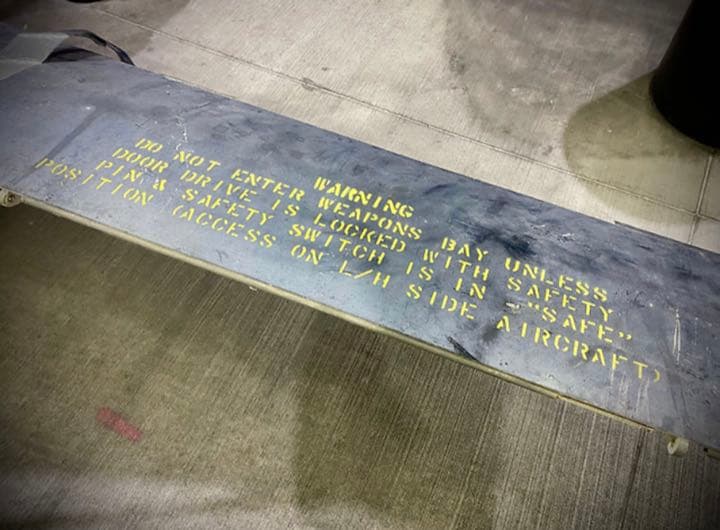 WARNING
DO NOT ENTER WEAPONS BAY UNLESS
DOOR DRIVE IS LOCKED WITH SAFETY
PIN & SAFETY SWITCH IS IN "SAFE"
POSITION (ACCESS ON L/H SIDE AIRCRAFT)